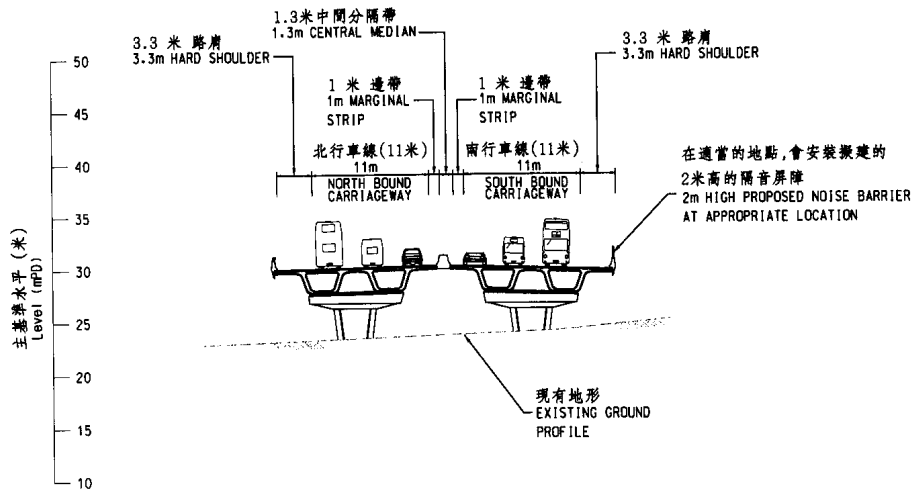 1.3米中間分隔帶
1.3m CENTRAL MEDIAN
3.3 米 路肩
3.3m HARD SHOULDER
3.3 米 路肩
3.3m HARD SHOULDER
1 米 邊帶
1m MARGINAL
STRIP
1 米 邊帶
1m MARGINAL
STRIP
北行車線(11米)
11m
NORTH BOUND
CARRIAGEWAY
南行車線(11米)
11m
SOUTH BOUND
CARRIAGEWAY
在適當的地點,會安裝擬建的
2米高的隔音屏障
2m HIGH PROPOSED NOISE BARRIER
AT APPROPRIATE LOCATION
主基準水平 (米)
Level (mPD)
50
45
40
35
30
25
20
15
10
現有地形
EXISTING GROUND
PROFILE